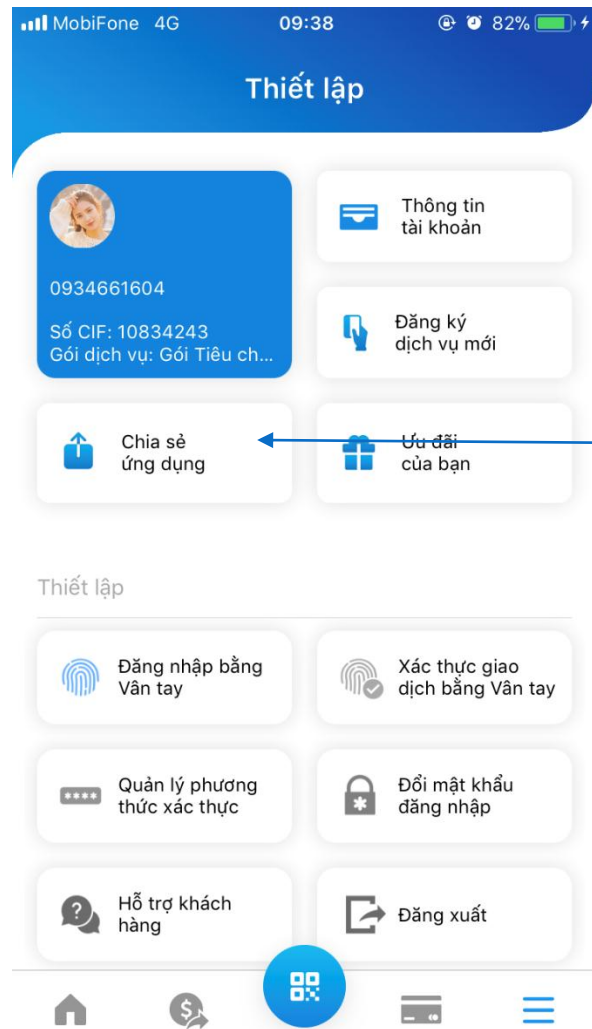 MobiFone 4G 09:38 82%
Thiết lập
0934661604
Số CIF: 10834243
Gói dịch vụ: Gói Tiêu ch...
Thông tin
tài khoản
Đăng ký
dịch vụ mới
Chia sẻ
ứng dụng
Ưu đãi
của bạn
Thiết lập
Đăng nhập bằng
Vân tay
Xác thực giao
dịch bằng Vân tay
Quản lý phương
thức xác thực
Đổi mật khẩu
đăng nhập
Hỗ trợ khách
hàng
Đăng xuất